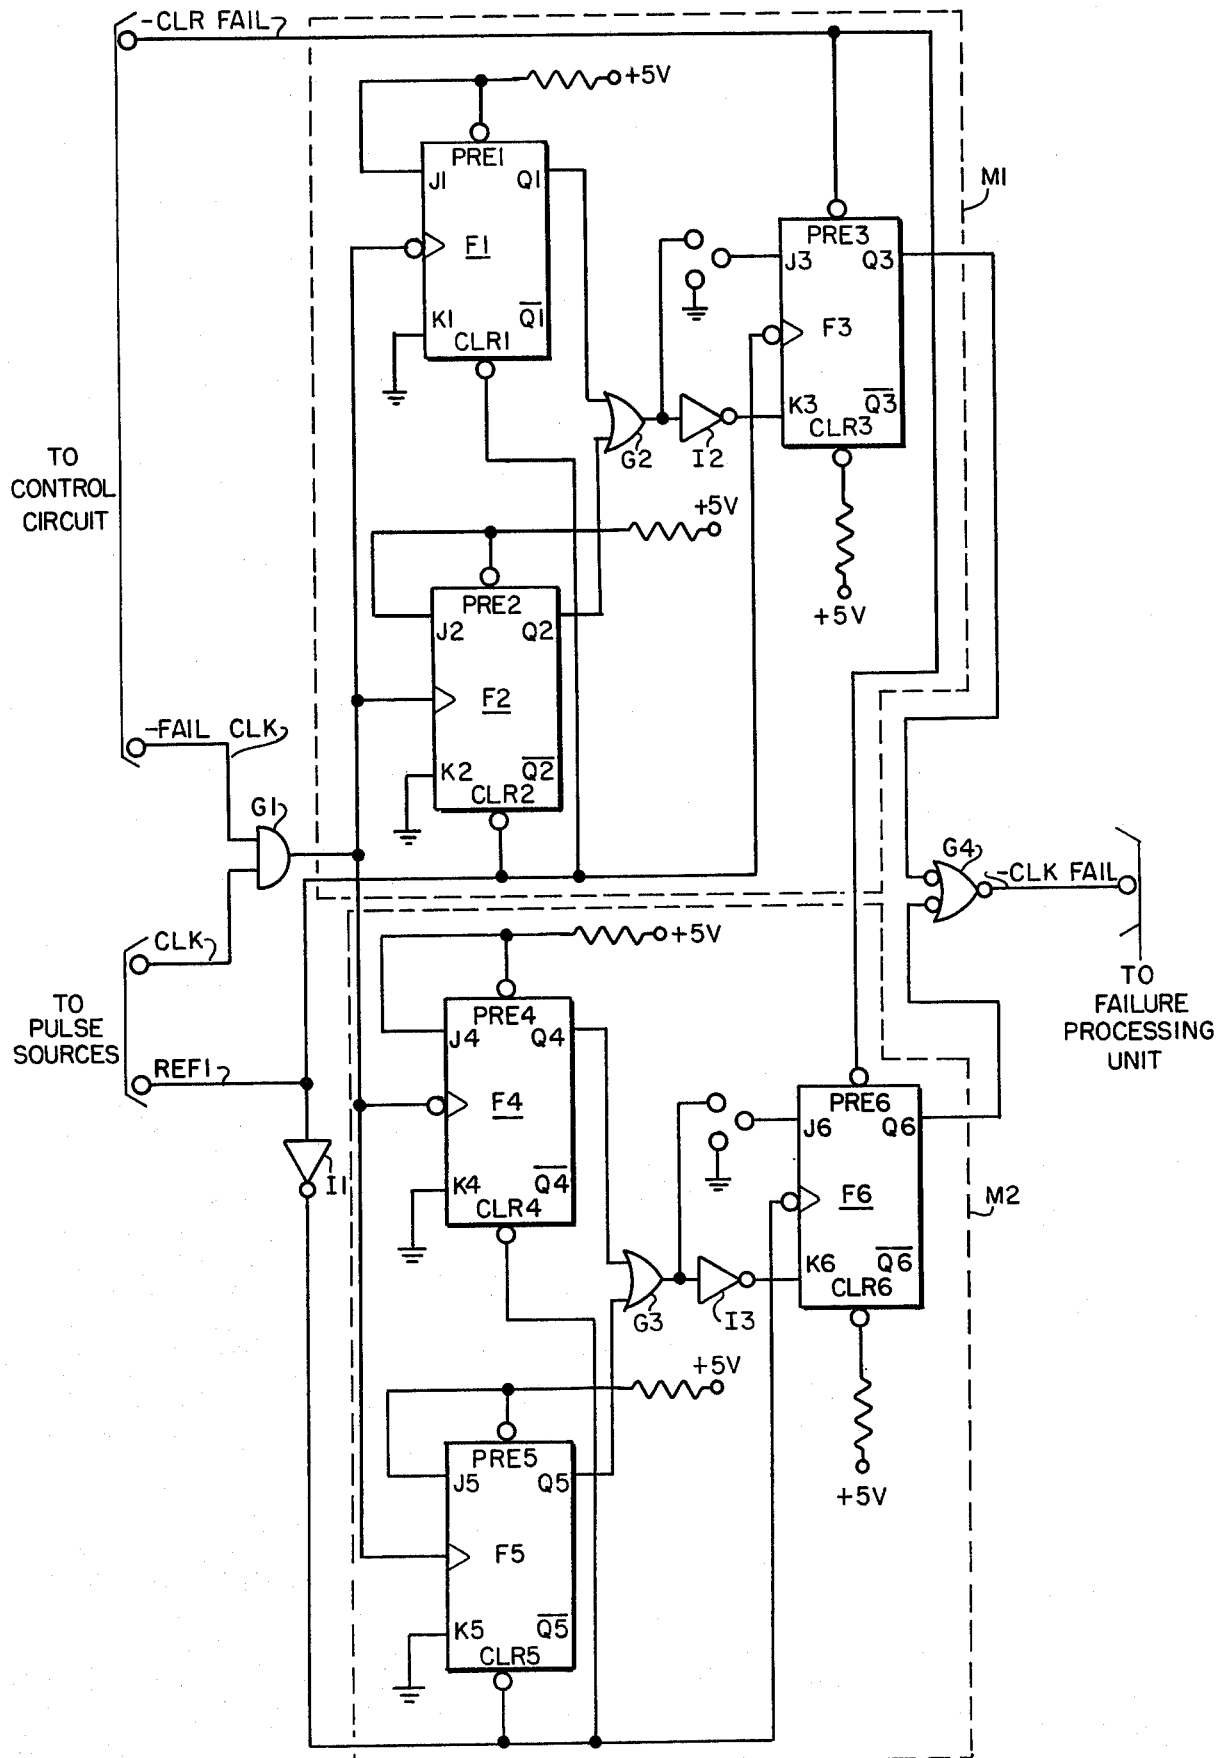 -CLR FAIL
+5V
PRE1
J1 Q1
F1
K1 Q1
CLR1
M1
PRE3
J3 Q3
F3
K3 Q3
CLR3
G2 I2
TO
CONTROL
CIRCUIT
+5V
+5V
PRE2
J2 Q2
F2
K2 Q2
CLR2
-FAIL CLK
G1
G4
-CLK FAIL
CLK
TO
PULSE
SOURCES
REF1
TO
FAILURE
PROCESSING
UNIT
+5V
PRE4
J4 Q4
F4
K4 Q4
CLR4
I1
PRE6
J6 Q6
F6
K6 Q6
CLR6
M2
G3 I3
+5V
+5V
PRE5
J5 Q5
F5
K5 Q5
CLR5